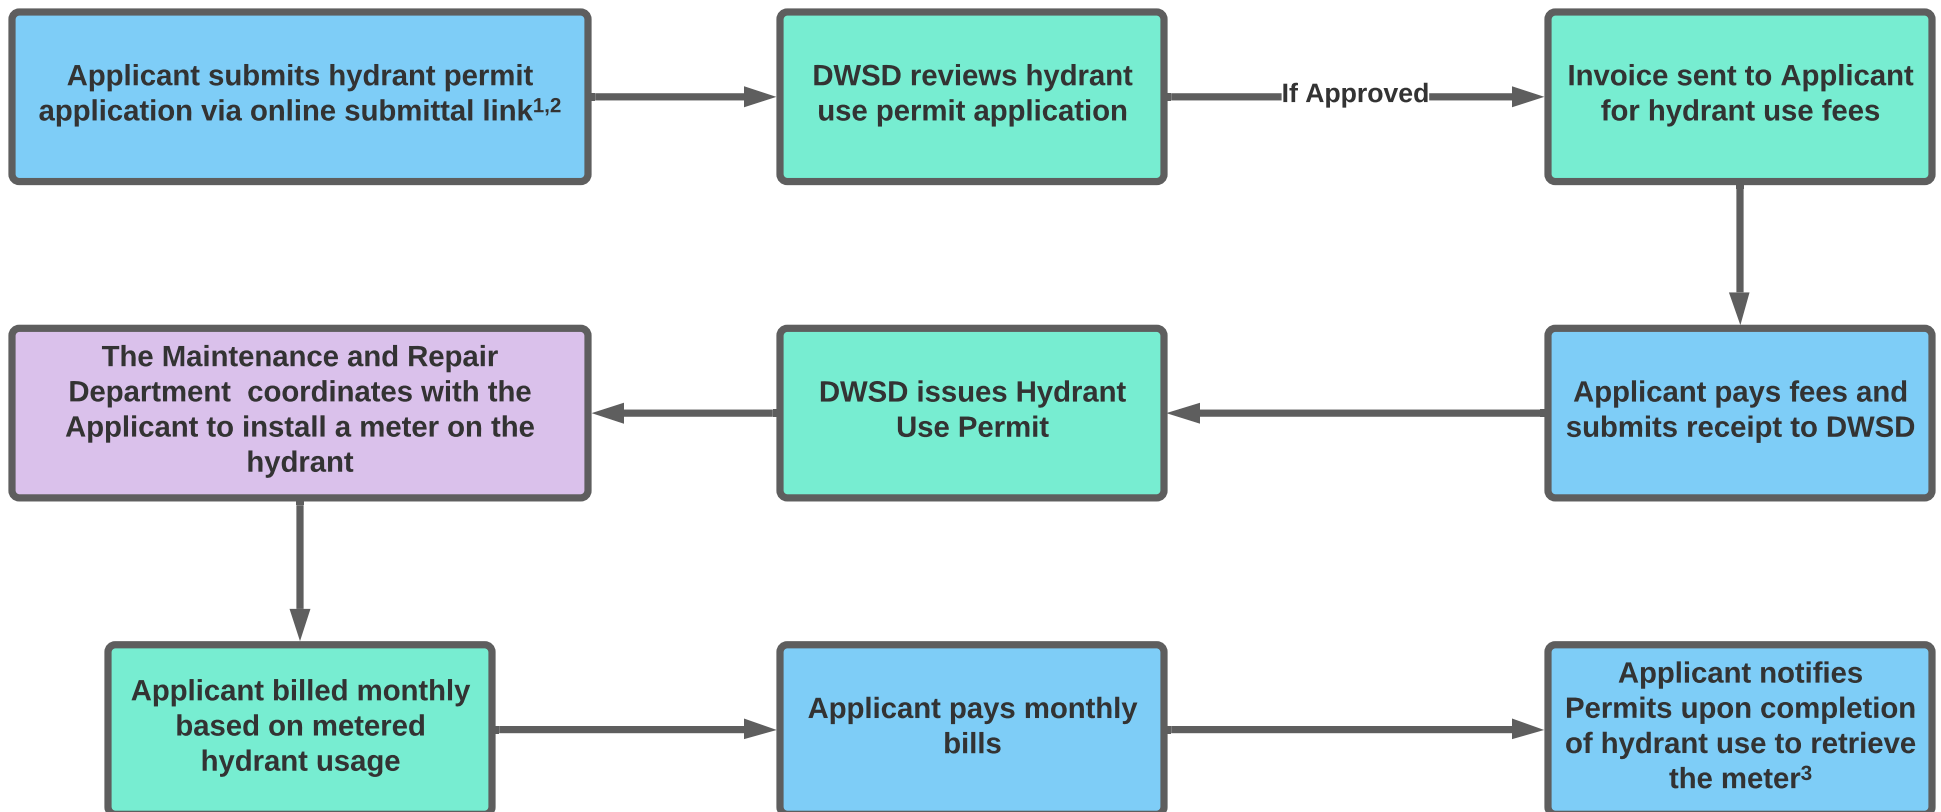 Applicant submits hydrant permit
application via online submittal link1,2
DWSD reviews hydrant
use permit application
If Approved
Invoice sent to Applicant
for hydrant use fees
The Maintenance and Repair
Department  coordinates with the
Applicant to install a meter on the
hydrant
DWSD issues Hydrant
Use Permit
Applicant pays fees and
submits receipt to DWSD
Applicant billed monthly
based on metered
hydrant usage
Applicant pays monthly
bills
Applicant notifies
Permits upon completion
of hydrant use to retrieve
the meter3